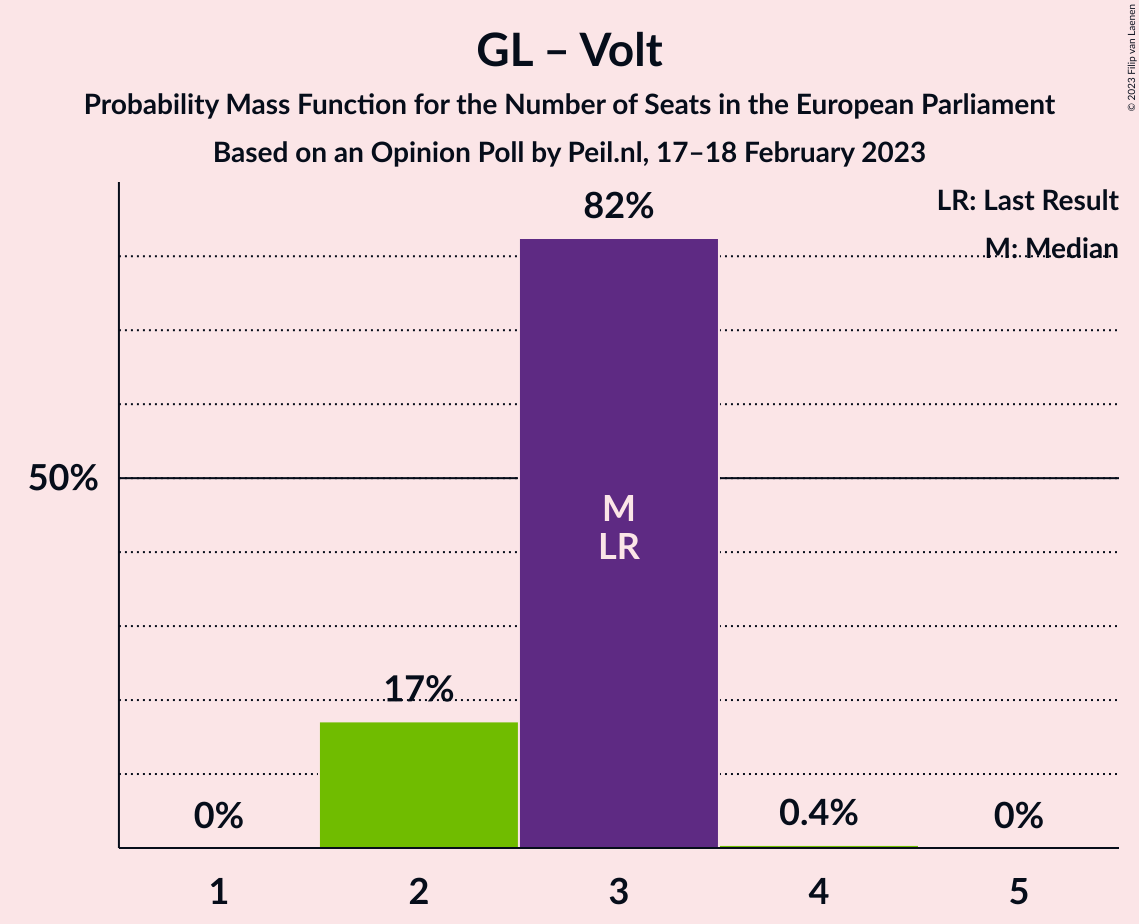 GL – Volt
Probability Mass Function for the Number of Seats in the European Parliament
Based on an Opinion Poll by Peil.nl, 17–18 February 2023
© 2023 Filip van Laenen
LR: Last Result
M: Median
82%
50%
M
LR
17%
0%
0.4%
0%
1 2 3 4 5